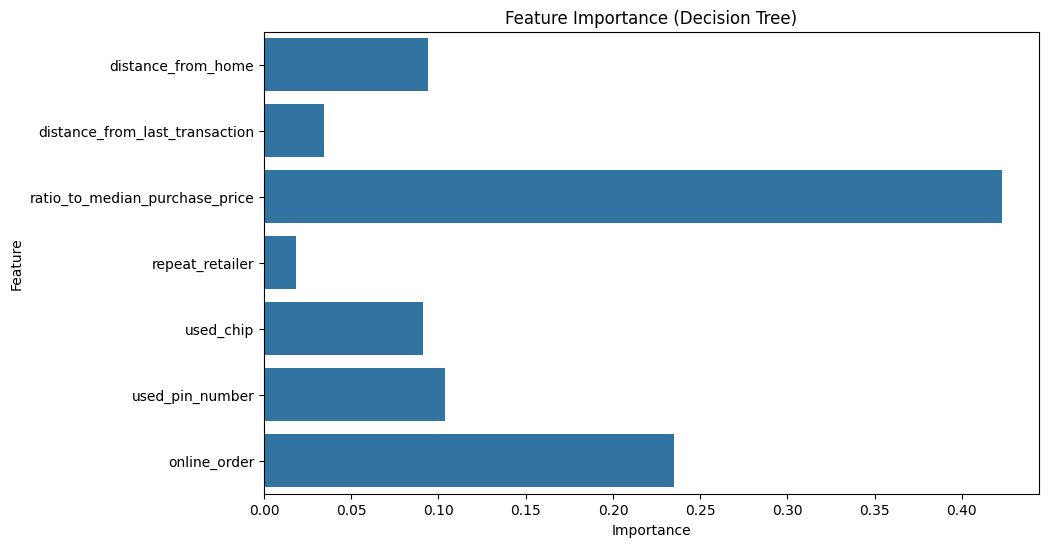 Feature Importance (Decision Tree)
distance_from_home
distance_from_last_transaction
ratio_to_median_purchase_price
repeat_retailer
used_chip
used_pin_number
online_order
Feature
0.00 0.05 0.10 0.15 0.20 0.25 0.30 0.35 0.40
Importance